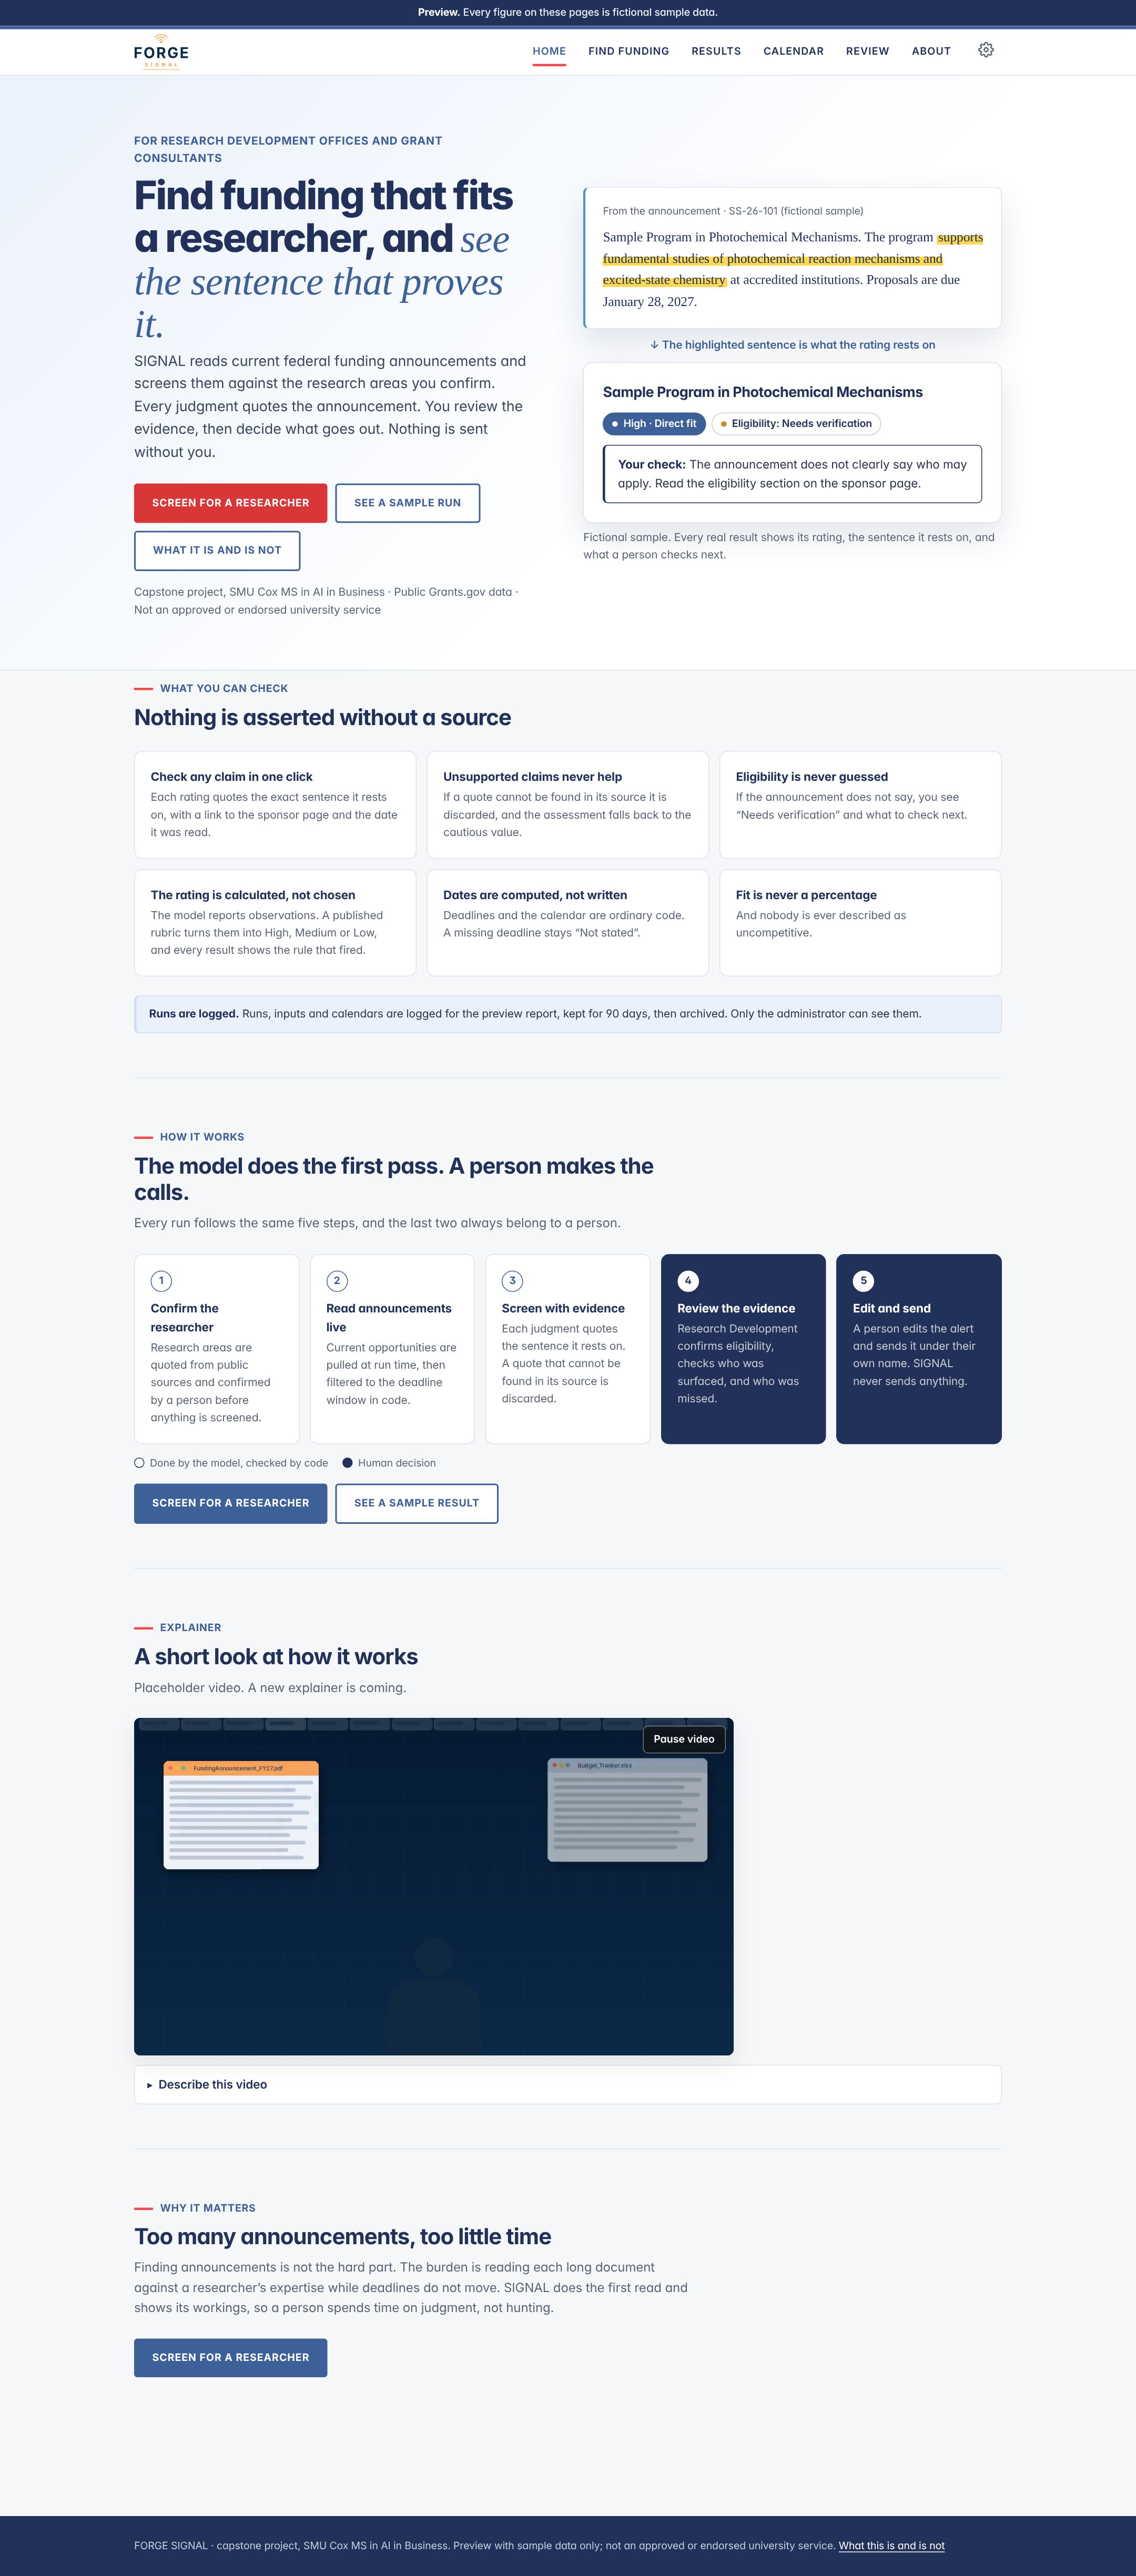 Preview. Every figure on these pages is fictional sample data.
FORGE
SIGNAL
HOME FIND FUNDING RESULTS CALENDAR REVIEW ABOUT
FOR RESEARCH DEVELOPMENT OFFICES AND GRANT
CONSULTANTS
Find funding that fits
a researcher, and see
the sentence that proves
it.
SIGNAL reads current federal funding announcements and
screens them against the research areas you confirm.
Every judgment quotes the announcement. You review the
evidence, then decide what goes out. Nothing is sent
without you.
SCREEN FOR A RESEARCHER SEE A SAMPLE RUN
WHAT IT IS AND IS NOT
Capstone project, SMU Cox MS in AI in Business · Public Grants.gov data ·
Not an approved or endorsed university service
From the announcement · SS-26-101 (fictional sample)
Sample Program in Photochemical Mechanisms. The program supports
fundamental studies of photochemical reaction mechanisms and
excited-state chemistry at accredited institutions. Proposals are due
January 28, 2027.
↓ The highlighted sentence is what the rating rests on
Sample Program in Photochemical Mechanisms
High · Direct fit Eligibility: Needs verification
Your check: The announcement does not clearly say who may
apply. Read the eligibility section on the sponsor page.
Fictional sample. Every real result shows its rating, the sentence it rests on, and
what a person checks next.
WHAT YOU CAN CHECK
Nothing is asserted without a source
Check any claim in one click
Each rating quotes the exact sentence it rests
on, with a link to the sponsor page and the date
it was read.
Unsupported claims never help
If a quote cannot be found in its source it is
discarded, and the assessment falls back to the
cautious value.
Eligibility is never guessed
If the announcement does not say, you see
“Needs verification” and what to check next.
The rating is calculated, not chosen
The model reports observations. A published
rubric turns them into High, Medium or Low,
and every result shows the rule that fired.
Dates are computed, not written
Deadlines and the calendar are ordinary code.
A missing deadline stays “Not stated”.
Fit is never a percentage
And nobody is ever described as
uncompetitive.
Runs are logged. Runs, inputs and calendars are logged for the preview report, kept for 90 days, then archived. Only the administrator can see them.
HOW IT WORKS
The model does the first pass. A person makes the
calls.
Every run follows the same five steps, and the last two always belong to a person.
1
Confirm the
researcher
Research areas are
quoted from public
sources and confirmed
by a person before
anything is screened.
2
Read announcements
live
Current opportunities are
pulled at run time, then
filtered to the deadline
window in code.
3
Screen with evidence
Each judgment quotes
the sentence it rests on.
A quote that cannot be
found in its source is
discarded.
4
Review the evidence
Research Development
confirms eligibility,
checks who was
surfaced, and who was
missed.
5
Edit and send
A person edits the alert
and sends it under their
own name. SIGNAL
never sends anything.
Done by the model, checked by code Human decision
SCREEN FOR A RESEARCHER SEE A SAMPLE RESULT
EXPLAINER
A short look at how it works
Placeholder video. A new explainer is coming.
Pause video
FundingAnnouncement_FY27.pdf
Budget_Tracker.xlsx
▸ Describe this video
WHY IT MATTERS
Too many announcements, too little time
Finding announcements is not the hard part. The burden is reading each long document
against a researcher’s expertise while deadlines do not move. SIGNAL does the first read and
shows its workings, so a person spends time on judgment, not hunting.
SCREEN FOR A RESEARCHER
FORGE SIGNAL · capstone project, SMU Cox MS in AI in Business. Preview with sample data only; not an approved or endorsed university service. What this is and is not